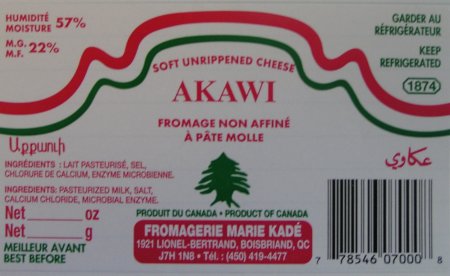 HUMIDITÉ
MOISTURE 57%
M.G.
M.F. 22%
GARDER AU
RÉFRIGÉRATEUR
KEEP
REFRIGERATED
1874
SOFT UNRIPPENED CHEESE
AKAWI
FROMAGE NON AFFINÉ
À PÂTE MOLLE
Աքքաուի
عكاوي
INGRÉDIENTS : LAIT PASTEURISÉ, SEL,
CHLORURE DE CALCIUM, ENZYME MICROBIENNE.
INGREDIENTS: PASTEURIZED MILK, SALT,
CALCIUM CHLORIDE, MICROBIAL ENZYME.
Net ______ oz
Net ______ g
MEILLEUR AVANT
BEST BEFORE
PRODUIT DU CANADA • PRODUCT OF CANADA
FROMAGERIE MARIE KADÉ
1921 LIONEL-BERTRAND, BOISBRIAND, QC
J7H 1N8 • Tél. : (450) 419-4477
7 78546 07000 8